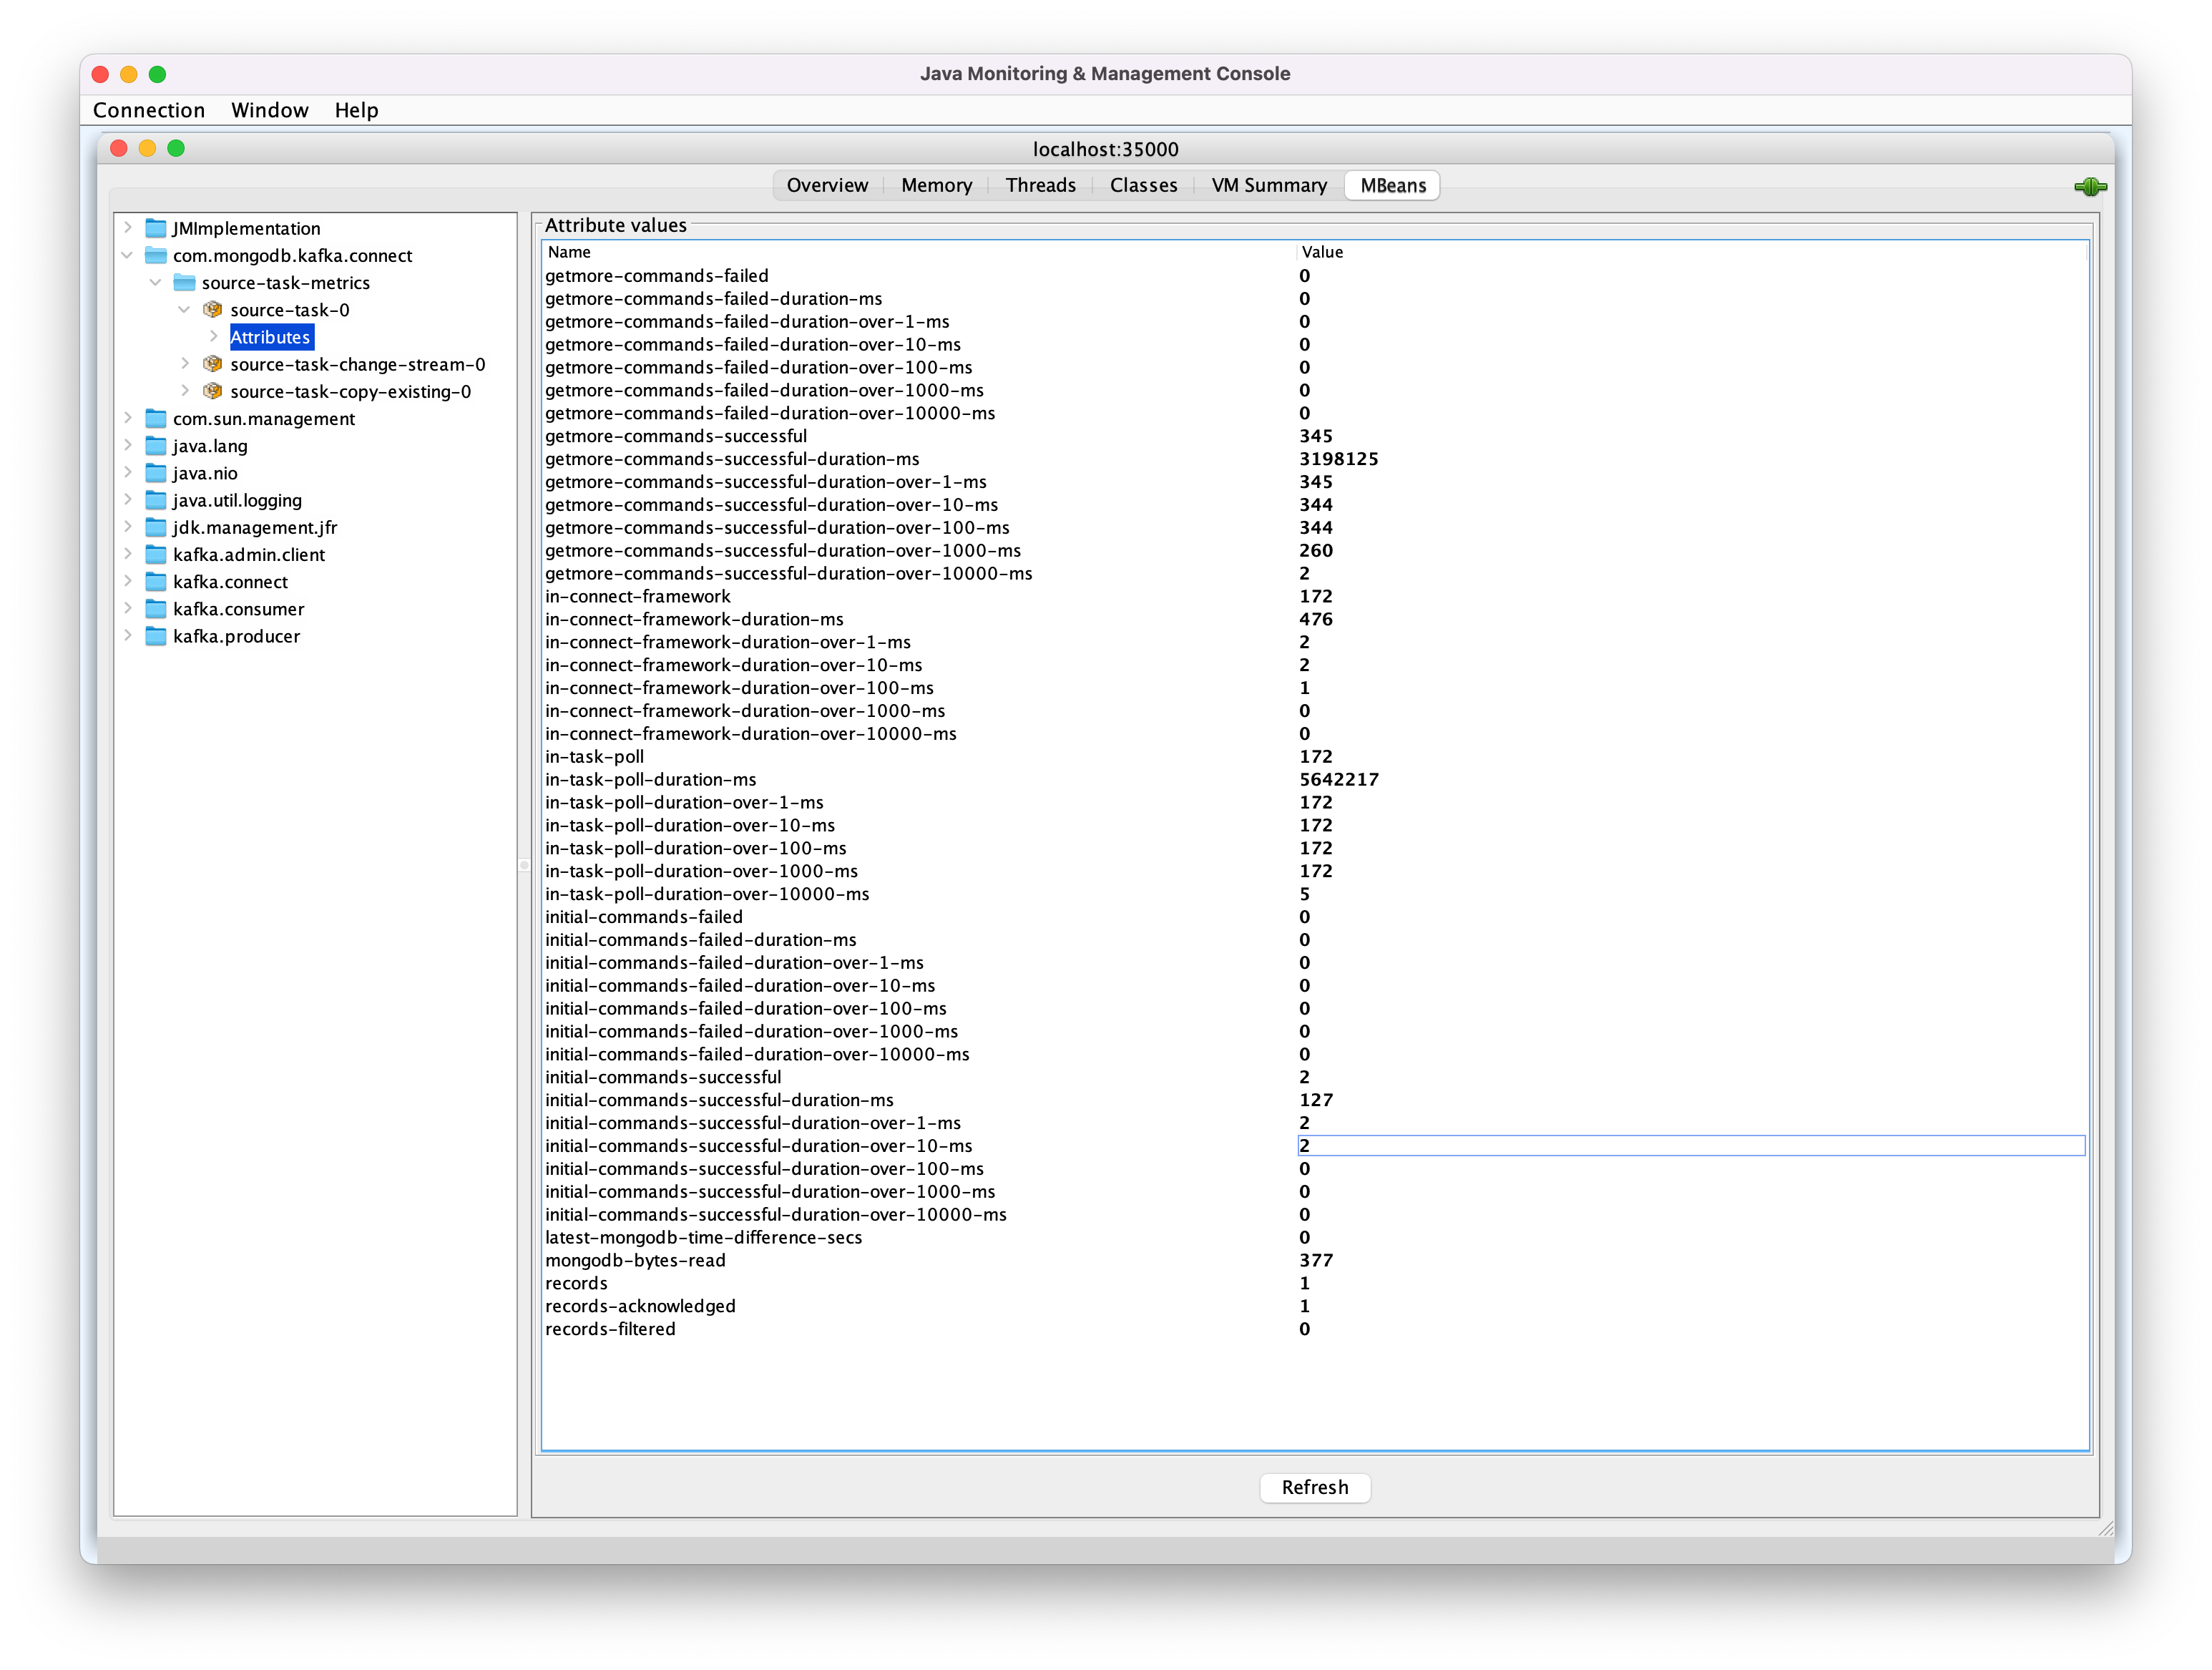 Java Monitoring & Management Console
Connection Window Help
localhost:35000
Overview Memory Threads Classes VM Summary MBeans
JMImplementation
com.mongodb.kafka.connect
source-task-metrics
source-task-0
Attributes
source-task-change-stream-0
source-task-copy-existing-0
com.sun.management
java.lang
java.nio
java.util.logging
jdk.management.jfr
kafka.admin.client
kafka.connect
kafka.consumer
kafka.producer
Attribute values
Name Value
getmore-commands-failed 0
getmore-commands-failed-duration-ms 0
getmore-commands-failed-duration-over-1-ms 0
getmore-commands-failed-duration-over-10-ms 0
getmore-commands-failed-duration-over-100-ms 0
getmore-commands-failed-duration-over-1000-ms 0
getmore-commands-failed-duration-over-10000-ms 0
getmore-commands-successful 345
getmore-commands-successful-duration-ms 3198125
getmore-commands-successful-duration-over-1-ms 345
getmore-commands-successful-duration-over-10-ms 344
getmore-commands-successful-duration-over-100-ms 344
getmore-commands-successful-duration-over-1000-ms 260
getmore-commands-successful-duration-over-10000-ms 2
in-connect-framework 172
in-connect-framework-duration-ms 476
in-connect-framework-duration-over-1-ms 2
in-connect-framework-duration-over-10-ms 2
in-connect-framework-duration-over-100-ms 1
in-connect-framework-duration-over-1000-ms 0
in-connect-framework-duration-over-10000-ms 0
in-task-poll 172
in-task-poll-duration-ms 5642217
in-task-poll-duration-over-1-ms 172
in-task-poll-duration-over-10-ms 172
in-task-poll-duration-over-100-ms 172
in-task-poll-duration-over-1000-ms 172
in-task-poll-duration-over-10000-ms 5
initial-commands-failed 0
initial-commands-failed-duration-ms 0
initial-commands-failed-duration-over-1-ms 0
initial-commands-failed-duration-over-10-ms 0
initial-commands-failed-duration-over-100-ms 0
initial-commands-failed-duration-over-1000-ms 0
initial-commands-failed-duration-over-10000-ms 0
initial-commands-successful 2
initial-commands-successful-duration-ms 127
initial-commands-successful-duration-over-1-ms 2
initial-commands-successful-duration-over-10-ms 2
initial-commands-successful-duration-over-100-ms 0
initial-commands-successful-duration-over-1000-ms 0
initial-commands-successful-duration-over-10000-ms 0
latest-mongodb-time-difference-secs 0
mongodb-bytes-read 377
records 1
records-acknowledged 1
records-filtered 0
Refresh